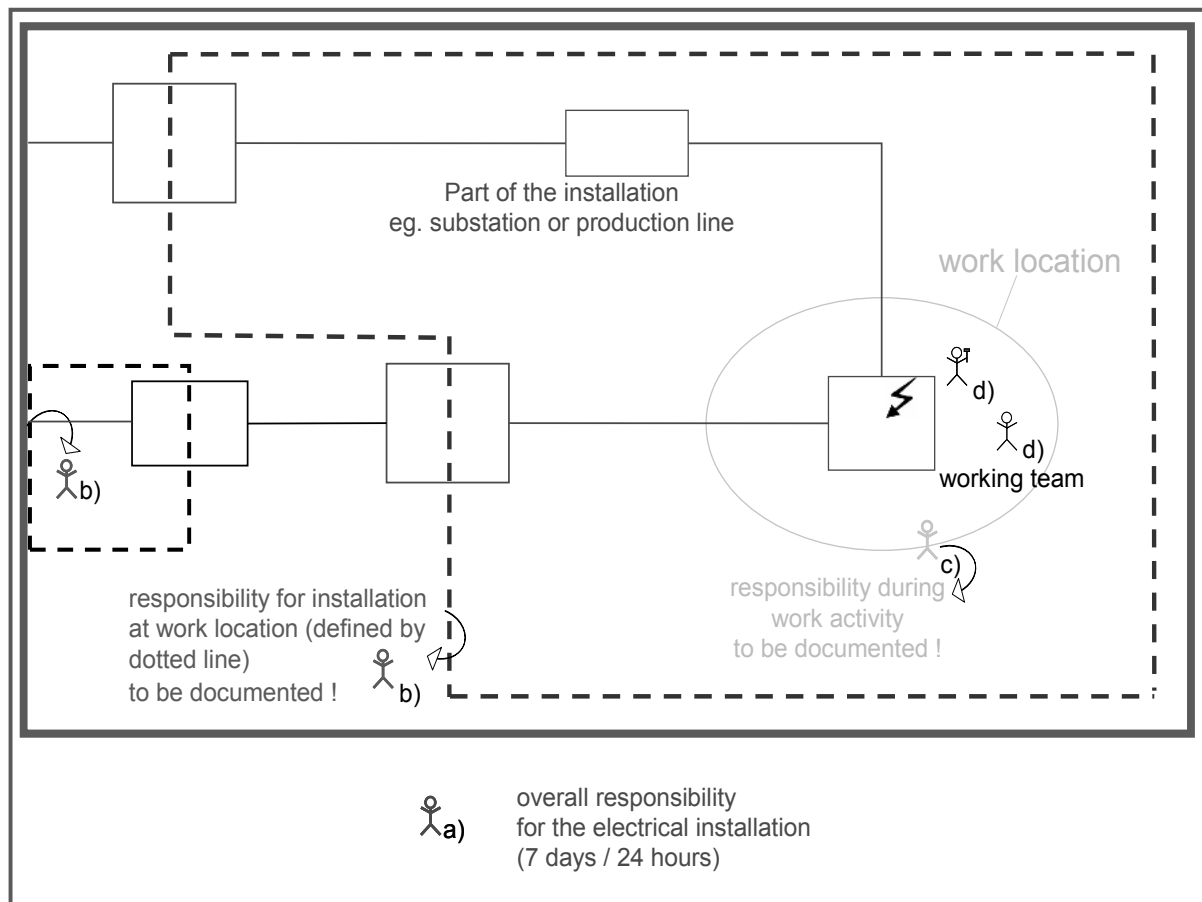 Part of the installation
eg. substation or production line
work location
d)
d)
working team
b)
c)
responsibility during
work activity
to be documented !
responsibility for installation
at work location (defined by
dotted line)
to be documented !
b)
a)
overall responsibility
for the electrical installation
(7 days / 24 hours)